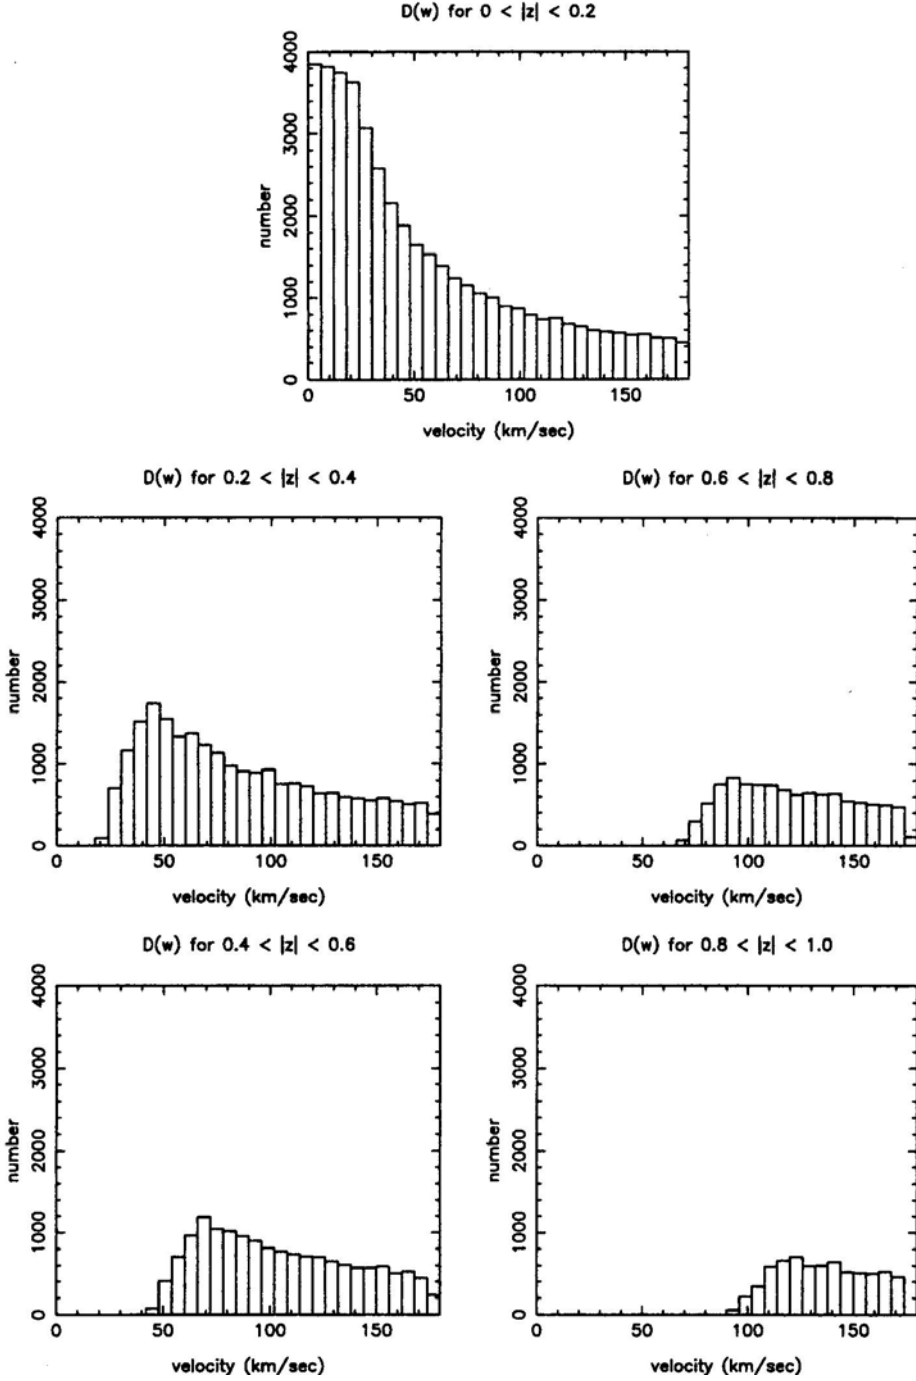 D(w) for 0 < |z| < 0.2
number
4000
3000
2000
1000
0
0 50 100 150
velocity (km/sec)
D(w) for 0.2 < |z| < 0.4
number
4000
3000
2000
1000
0
0 50 100 150
velocity (km/sec)
D(w) for 0.6 < |z| < 0.8
number
4000
3000
2000
1000
0
0 50 100 150
velocity (km/sec)
D(w) for 0.4 < |z| < 0.6
number
4000
3000
2000
1000
0
0 50 100 150
velocity (km/sec)
D(w) for 0.8 < |z| < 1.0
number
4000
3000
2000
1000
0
0 50 100 150
velocity (km/sec)